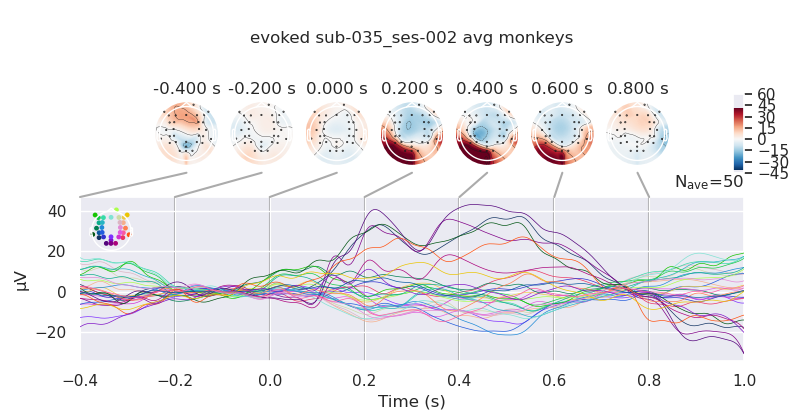 evoked sub-035_ses-002 avg monkeys
-0.400 s -0.200 s 0.000 s 0.200 s 0.400 s 0.600 s 0.800 s
60
45
30
15
0
−15
−30
−45
Nave=50
40
20
0
−20
µV
−0.4 −0.2 0.0 0.2 0.4 0.6 0.8 1.0
Time (s)